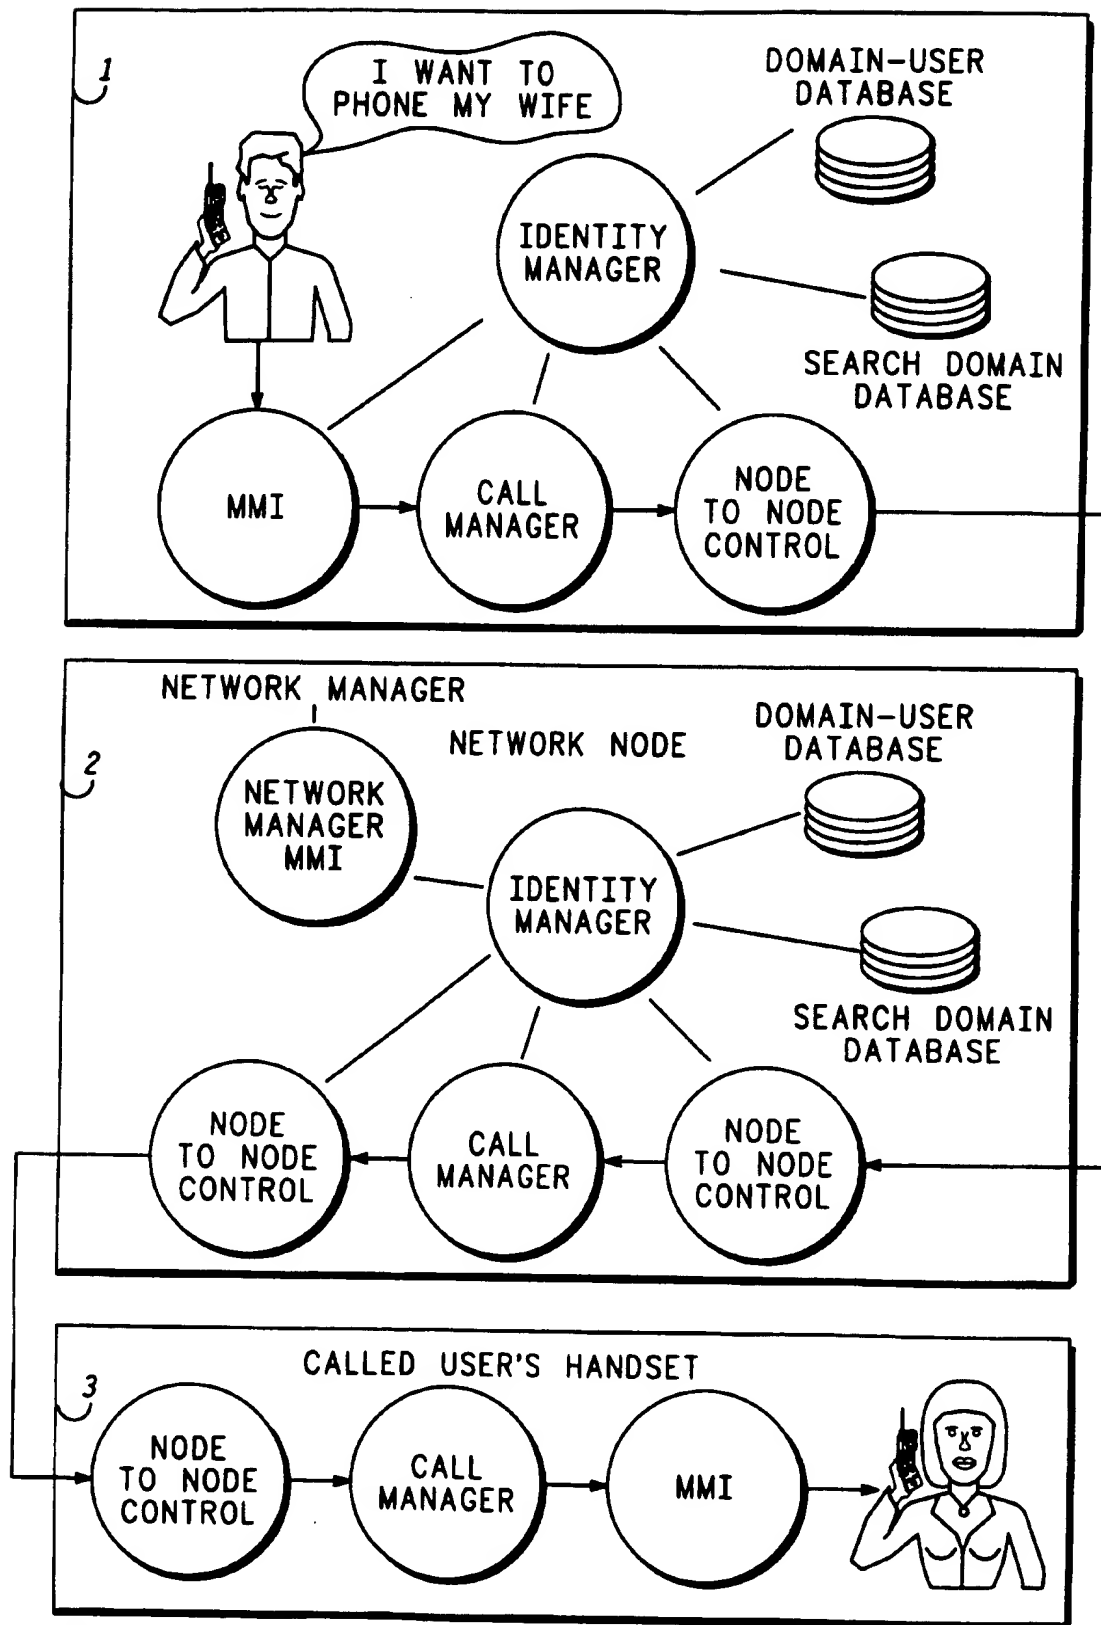 1
I WANT TO
PHONE MY WIFE
DOMAIN-USER
DATABASE
IDENTITY
MANAGER
SEARCH DOMAIN
DATABASE
MMI
CALL
MANAGER
NODE
TO NODE
CONTROL
2
NETWORK MANAGER
NETWORK NODE
DOMAIN-USER
DATABASE
NETWORK
MANAGER
MMI
IDENTITY
MANAGER
SEARCH DOMAIN
DATABASE
NODE
TO NODE
CONTROL
CALL
MANAGER
NODE
TO NODE
CONTROL
3
CALLED USER'S HANDSET
NODE
TO NODE
CONTROL
CALL
MANAGER
MMI